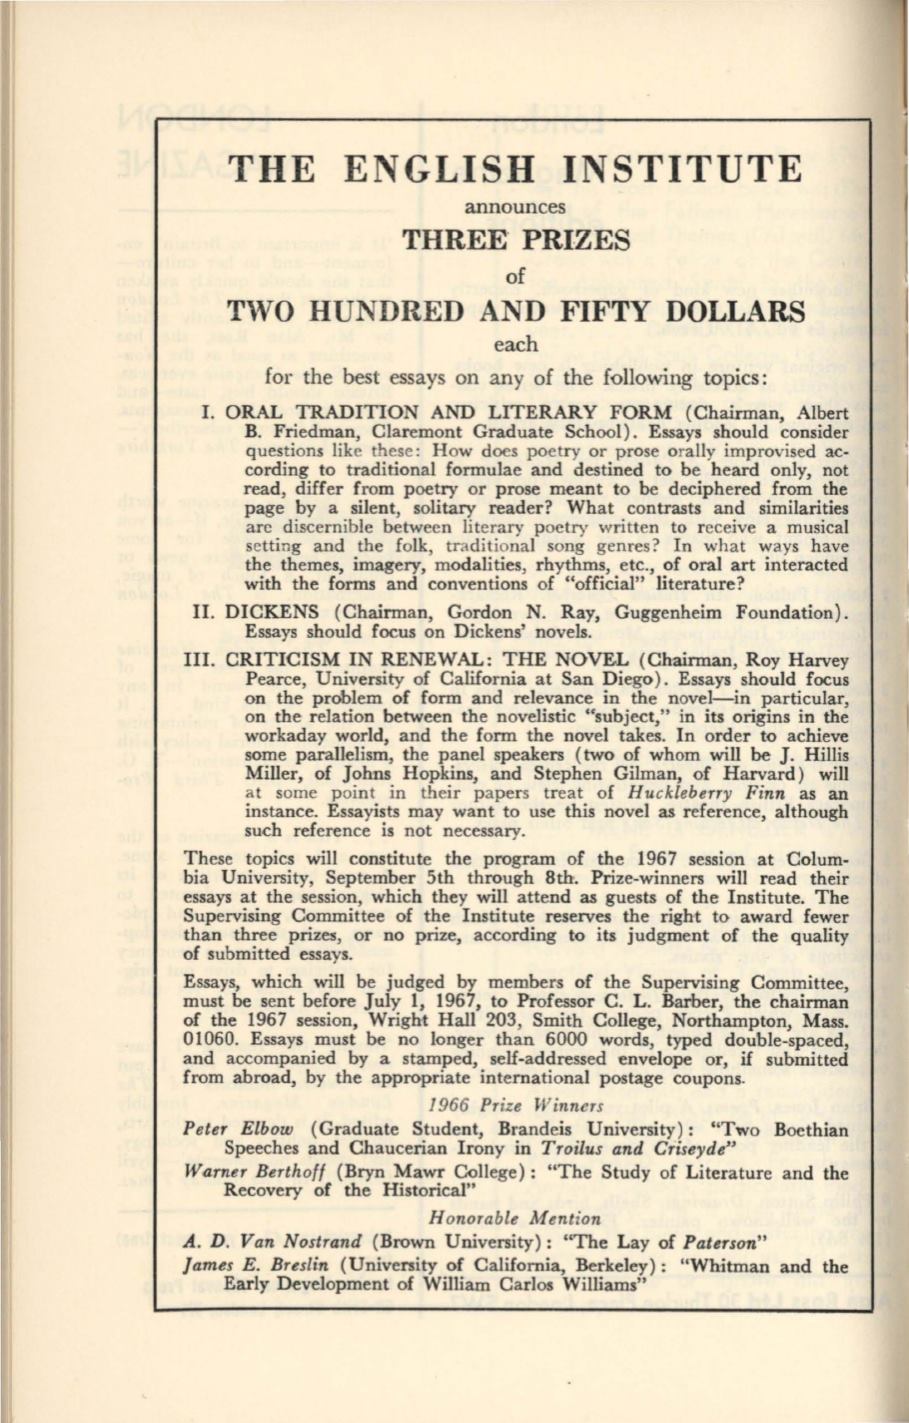 THE ENGLISH INSTITUTE
announces
THREE PRIZES
of
TWO HUNDRED AND FIFTY DOLLARS
each
for the best essays on any of the following topics:
I. ORAL TRADITION AND LITERARY FORM (Chairman, Albert
B. Friedman, Claremont Graduate School). Essays should consider
questions like these: How does poetry or prose orally improvised ac-
cording to traditional formulae and destined to be heard only, not
read, differ from poetry or prose meant to be deciphered from the
page by a silent, solitary reader? What contrasts and similarities
are discernible between literary poetry written to receive a musical
setting and the folk, traditional song genres? In what ways have
the themes, imagery, modalities, rhythms, etc., of oral art interacted
with the forms and conventions of "official" literature?
II. DICKENS (Chairman, Gordon N. Ray, Guggenheim Foundation).
Essays should focus on Dickens' novels.
III. CRITICISM IN RENEWAL: THE NOVEL (Chairman, Roy Harvey
Pearce, University of California at San Diego). Essays should focus
on the problem of form and relevance in the novel—in particular,
on the relation between the novelistic "subject," in its origins in the
workaday world, and the form the novel takes. In order to achieve
some parallelism, the panel speakers (two of whom will be J. Hillis
Miller, of Johns Hopkins, and Stephen Gilman, of Harvard) will
at some point in their papers treat of Huckleberry Finn as an
instance. Essayists may want to use this novel as reference, although
such reference is not necessary.
These topics will constitute the program of the 1967 session at Colum-
bia University, September 5th through 8th. Prize-winners will read their
essays at the session, which they will attend as guests of the Institute. The
Supervising Committee of the Institute reserves the right to award fewer
than three prizes, or no prize, according to its judgment of the quality
of submitted essays.
Essays, which will be judged by members of the Supervising Committee,
must be sent before July 1, 1967, to Professor C. L. Barber, the chairman
of the 1967 session, Wright Hall 203, Smith College, Northampton, Mass.
01060. Essays must be no longer than 6000 words, typed double-spaced,
and accompanied by a stamped, self-addressed envelope or, if submitted
from abroad, by the appropriate international postage coupons.
1966 Prize Winners
Peter Elbow (Graduate Student, Brandeis University): "Two Boethian
Speeches and Chaucerian Irony in Troilus and Criseyde"
Warner Berthoff (Bryn Mawr College): "The Study of Literature and the
Recovery of the Historical"
Honorable Mention
A. D. Van Nostrand (Brown University): "The Lay of Paterson"
James E. Breslin (University of California, Berkeley): "Whitman and the
Early Development of William Carlos Williams"